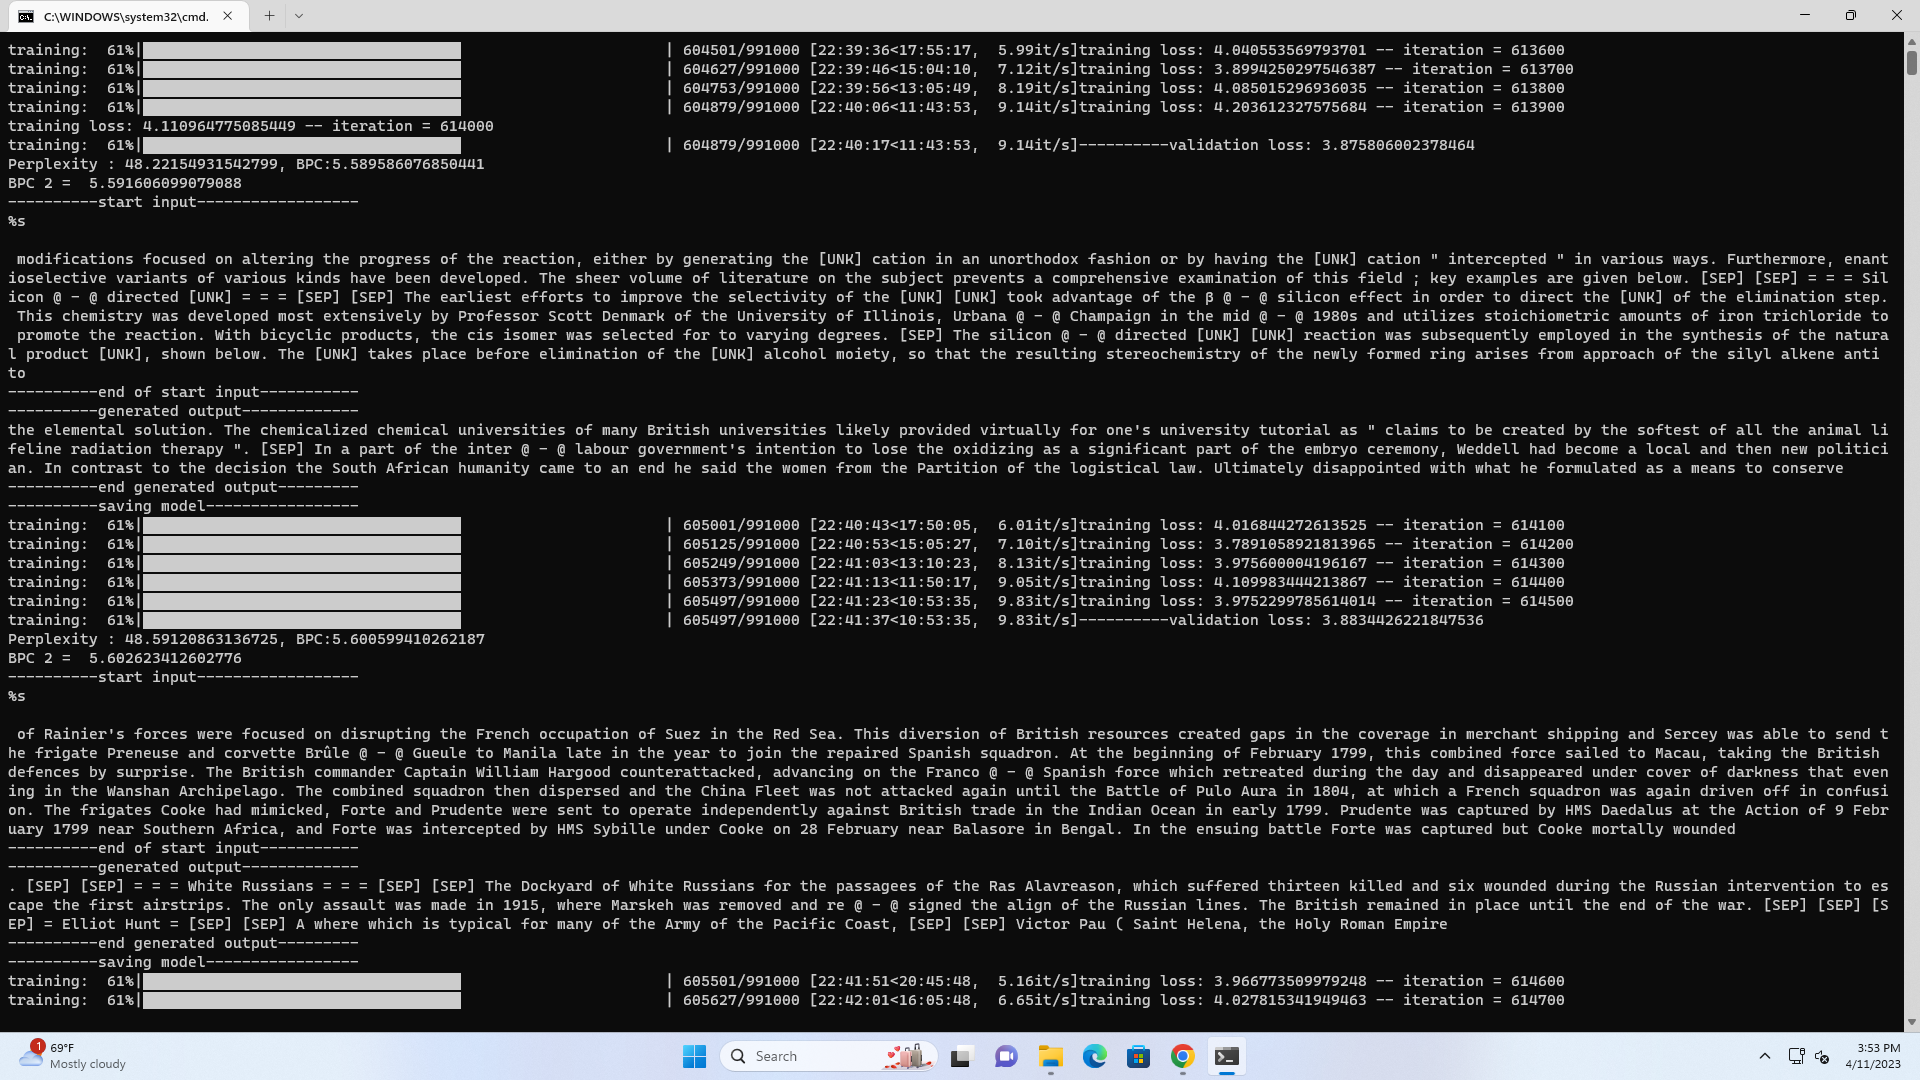 C:\WINDOWS\system32\cmd.
training:  61%| | 604501/991000 [22:39:36<17:55:17,  5.99it/s]training loss: 4.040553569793701 -- iteration = 613600
training:  61%| | 604627/991000 [22:39:46<15:04:10,  7.12it/s]training loss: 3.8994250297546387 -- iteration = 613700
training:  61%| | 604753/991000 [22:39:56<13:05:49,  8.19it/s]training loss: 4.085015296936035 -- iteration = 613800
training:  61%| | 604879/991000 [22:40:06<11:43:53,  9.14it/s]training loss: 4.203612327575684 -- iteration = 613900
training loss: 4.110964775085449 -- iteration = 614000
training:  61%| | 604879/991000 [22:40:17<11:43:53,  9.14it/s]----------validation loss: 3.875806002378464
Perplexity : 48.22154931542799, BPC:5.589586076850441
BPC 2 =  5.591606099079088
----------start input------------------
%s
modifications focused on altering the progress of the reaction, either by generating the [UNK] cation in an unorthodox fashion or by having the [UNK] cation " intercepted " in various ways. Furthermore, enant
ioselective variants of various kinds have been developed. The sheer volume of literature on the subject prevents a comprehensive examination of this field ; key examples are given below. [SEP] [SEP] = = = Sil
icon @ - @ directed [UNK] = = = [SEP] [SEP] The earliest efforts to improve the selectivity of the [UNK] [UNK] took advantage of the β @ - @ silicon effect in order to direct the [UNK] of the elimination step.
This chemistry was developed most extensively by Professor Scott Denmark of the University of Illinois, Urbana @ - @ Champaign in the mid @ - @ 1980s and utilizes stoichiometric amounts of iron trichloride to
promote the reaction. With bicyclic products, the cis isomer was selected for to varying degrees. [SEP] The silicon @ - @ directed [UNK] [UNK] reaction was subsequently employed in the synthesis of the natura
l product [UNK], shown below. The [UNK] takes place before elimination of the [UNK] alcohol moiety, so that the resulting stereochemistry of the newly formed ring arises from approach of the silyl alkene anti
to
----------end of start input-----------
----------generated output-------------
the elemental solution. The chemicalized chemical universities of many British universities likely provided virtually for one's university tutorial as " claims to be created by the softest of all the animal li
feline radiation therapy ". [SEP] In a part of the inter @ - @ labour government's intention to lose the oxidizing as a significant part of the embryo ceremony, Weddell had become a local and then new politici
an. In contrast to the decision the South African humanity came to an end he said the women from the Partition of the logistical law. Ultimately disappointed with what he formulated as a means to conserve
----------end generated output---------
----------saving model-----------------
training:  61%| | 605001/991000 [22:40:43<17:50:05,  6.01it/s]training loss: 4.016844272613525 -- iteration = 614100
training:  61%| | 605125/991000 [22:40:53<15:05:27,  7.10it/s]training loss: 3.7891058921813965 -- iteration = 614200
training:  61%| | 605249/991000 [22:41:03<13:10:23,  8.13it/s]training loss: 3.975600004196167 -- iteration = 614300
training:  61%| | 605373/991000 [22:41:13<11:50:17,  9.05it/s]training loss: 4.109983444213867 -- iteration = 614400
training:  61%| | 605497/991000 [22:41:23<10:53:35,  9.83it/s]training loss: 3.9752299785614014 -- iteration = 614500
training:  61%| | 605497/991000 [22:41:37<10:53:35,  9.83it/s]----------validation loss: 3.8834426221847536
Perplexity : 48.59120863136725, BPC:5.600599410262187
BPC 2 =  5.602623412602776
----------start input------------------
%s
of Rainier's forces were focused on disrupting the French occupation of Suez in the Red Sea. This diversion of British resources created gaps in the coverage in merchant shipping and Sercey was able to send t
he frigate Preneuse and corvette Brûle @ - @ Gueule to Manila late in the year to join the repaired Spanish squadron. At the beginning of February 1799, this combined force sailed to Macau, taking the British
defences by surprise. The British commander Captain William Hargood counterattacked, advancing on the Franco @ - @ Spanish force which retreated during the day and disappeared under cover of darkness that even
ing in the Wanshan Archipelago. The combined squadron then dispersed and the China Fleet was not attacked again until the Battle of Pulo Aura in 1804, at which a French squadron was again driven off in confusi
on. The frigates Cooke had mimicked, Forte and Prudente were sent to operate independently against British trade in the Indian Ocean in early 1799. Prudente was captured by HMS Daedalus at the Action of 9 Febr
uary 1799 near Southern Africa, and Forte was intercepted by HMS Sybille under Cooke on 28 February near Balasore in Bengal. In the ensuing battle Forte was captured but Cooke mortally wounded
----------end of start input-----------
----------generated output-------------
. [SEP] [SEP] = = = White Russians = = = [SEP] [SEP] The Dockyard of White Russians for the passagees of the Ras Alavreason, which suffered thirteen killed and six wounded during the Russian intervention to es
cape the first airstrips. The only assault was made in 1915, where Marskeh was removed and re @ - @ signed the align of the Russian lines. The British remained in place until the end of the war. [SEP] [SEP] [S
EP] = Elliot Hunt = [SEP] [SEP] A where which is typical for many of the Army of the Pacific Coast, [SEP] [SEP] Victor Pau ( Saint Helena, the Holy Roman Empire
----------end generated output---------
----------saving model-----------------
training:  61%| | 605501/991000 [22:41:51<20:45:48,  5.16it/s]training loss: 3.966773509979248 -- iteration = 614600
training:  61%| | 605627/991000 [22:42:01<16:05:48,  6.65it/s]training loss: 4.027815341949463 -- iteration = 614700
1
69°F
Mostly cloudy
Search
3:53 PM
4/11/2023